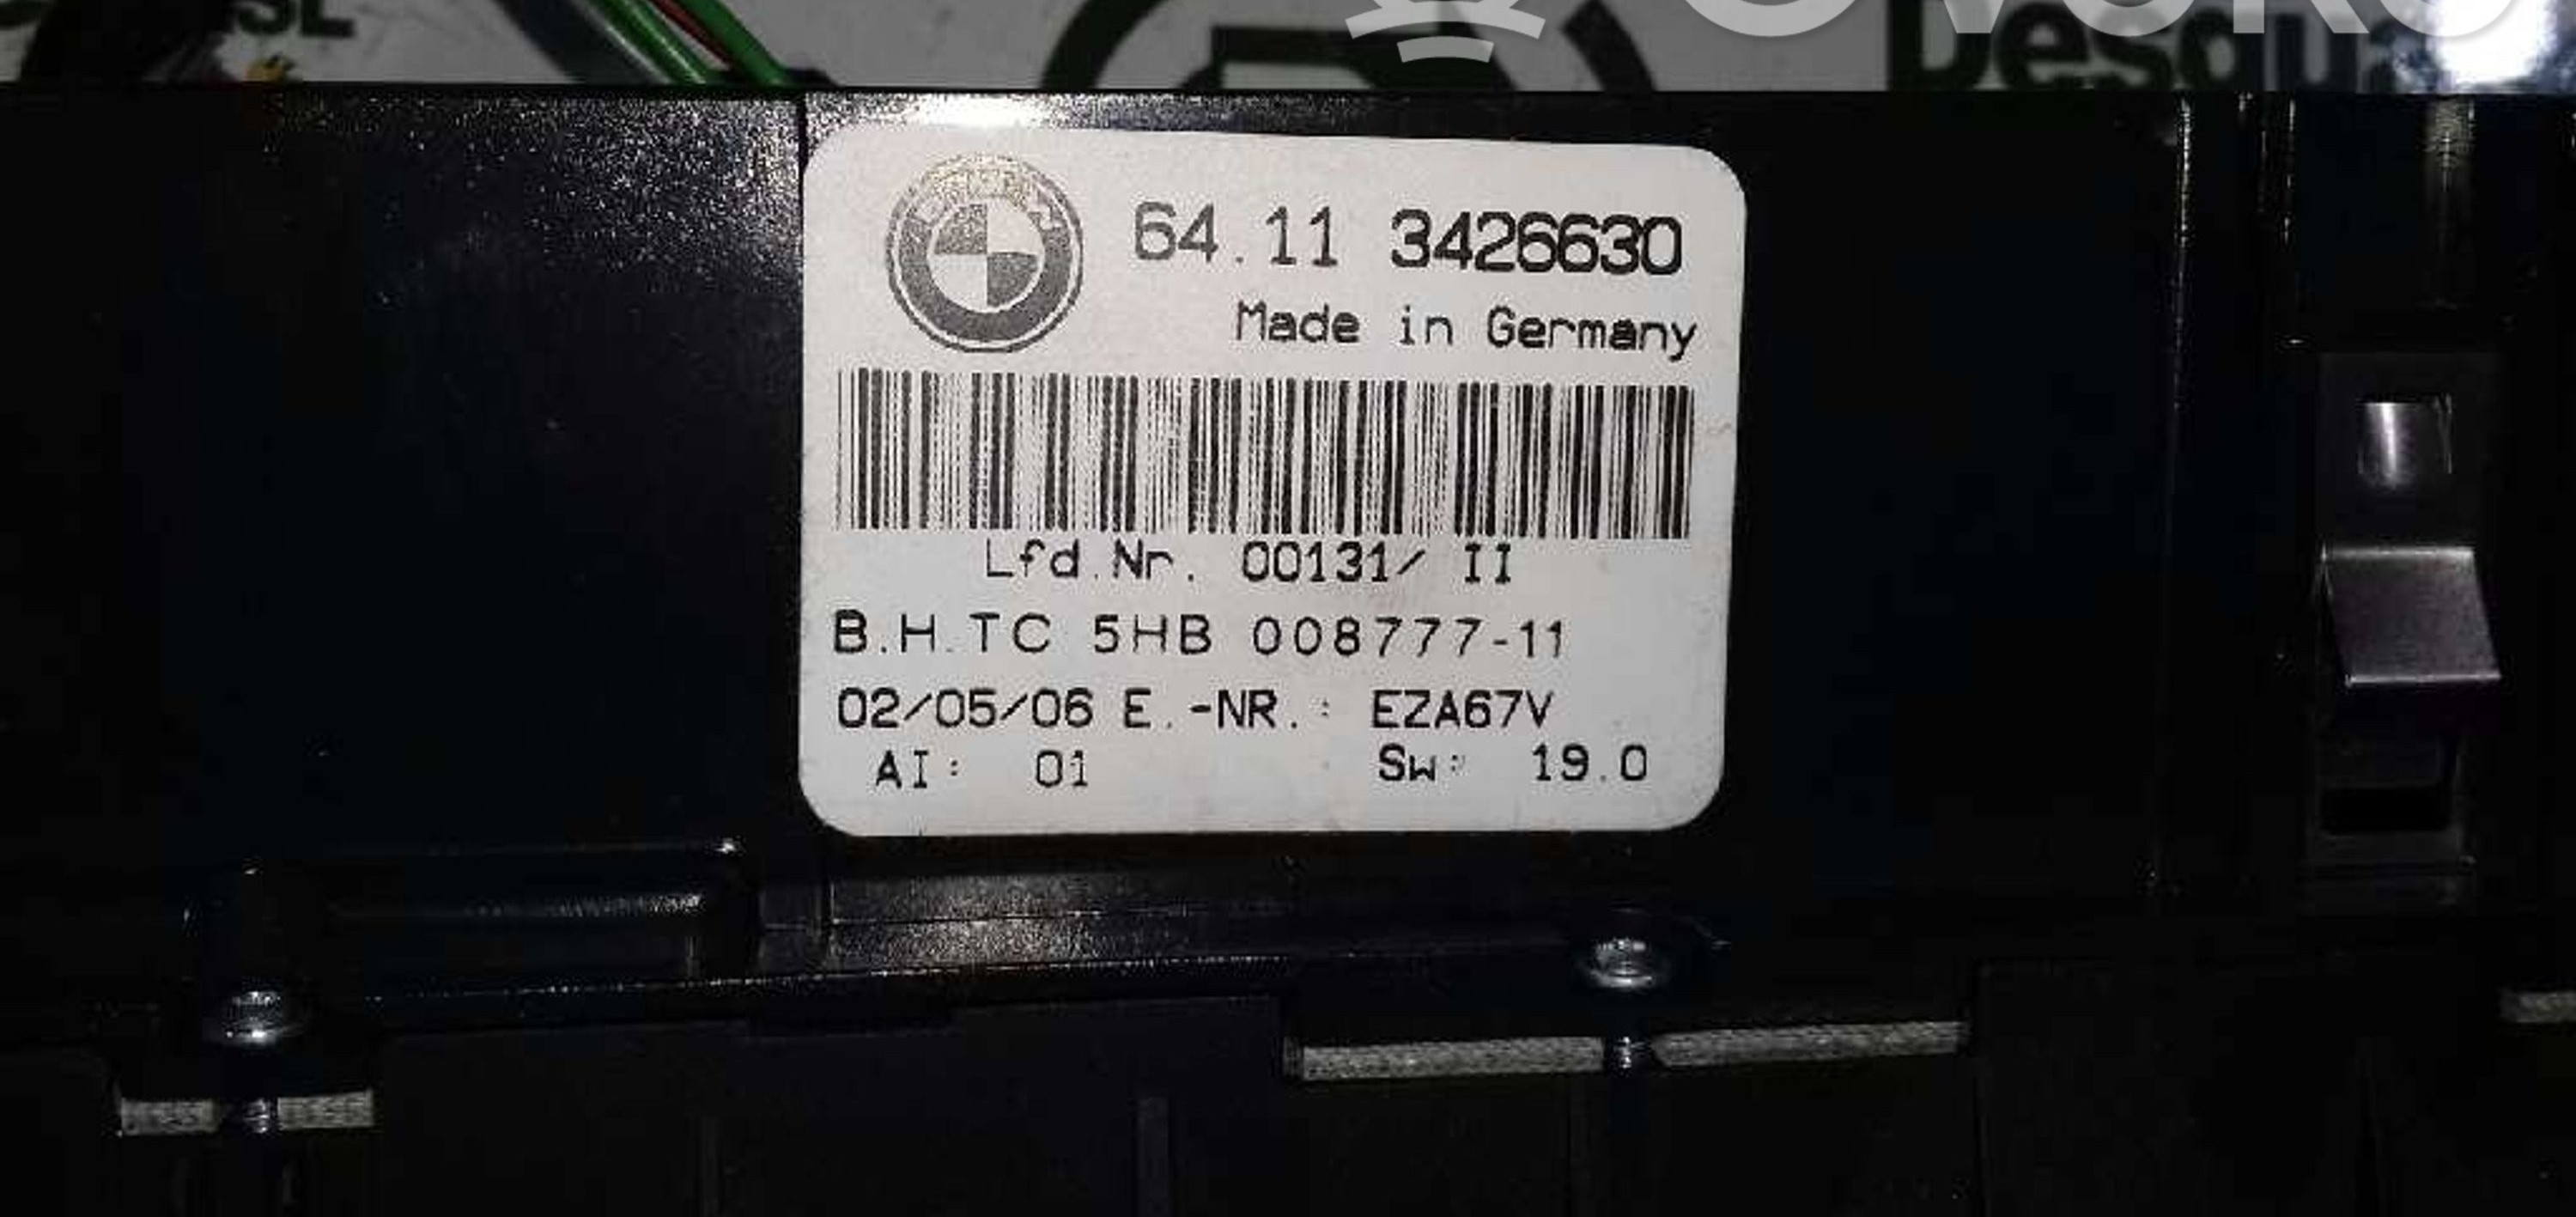 64.11 3426630
Made in Germany
Lfd.Nr. 00131/ II
B.H.TC 5HB 008777-11
02/05/06 E.-NR.: EZA67V
AI: 01 Sw: 19.0